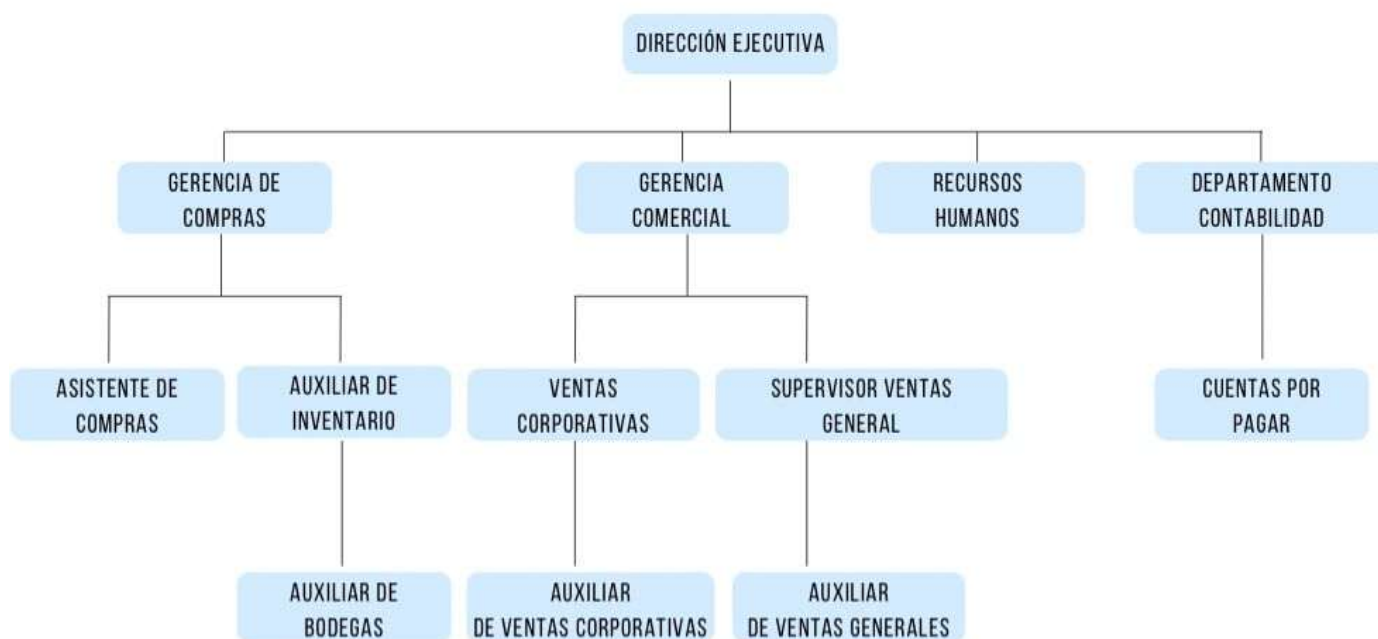 DIRECCIÓN EJECUTIVA
GERENCIA DE
COMPRAS
GERENCIA
COMERCIAL
RECURSOS
HUMANOS
DEPARTAMENTO
CONTABILIDAD
ASISTENTE DE
COMPRAS
AUXILIAR DE
INVENTARIO
VENTAS
CORPORATIVAS
SUPERVISOR VENTAS
GENERAL
CUENTAS POR
PAGAR
AUXILIAR DE
BODEGAS
AUXILIAR
DE VENTAS CORPORATIVAS
AUXILIAR
DE VENTAS GENERALES